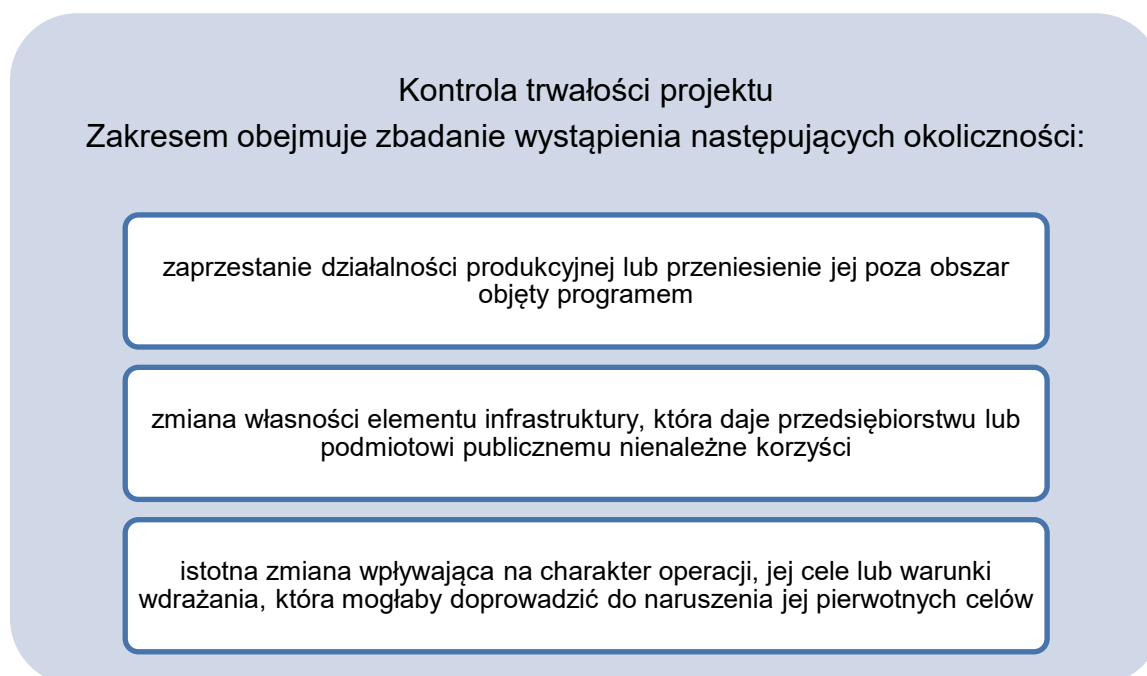 Kontrola trwałości projektu
Zakresem obejmuje zbadanie wystąpienia następujących okoliczności:
zaprzestanie działalności produkcyjnej lub przeniesienie jej poza obszar
objęty programem
zmiana własności elementu infrastruktury, która daje przedsiębiorstwu lub
podmiotowi publicznemu nienależne korzyści
istotna zmiana wpływająca na charakter operacji, jej cele lub warunki
wdrażania, która mogłaby doprowadzić do naruszenia jej pierwotnych celów